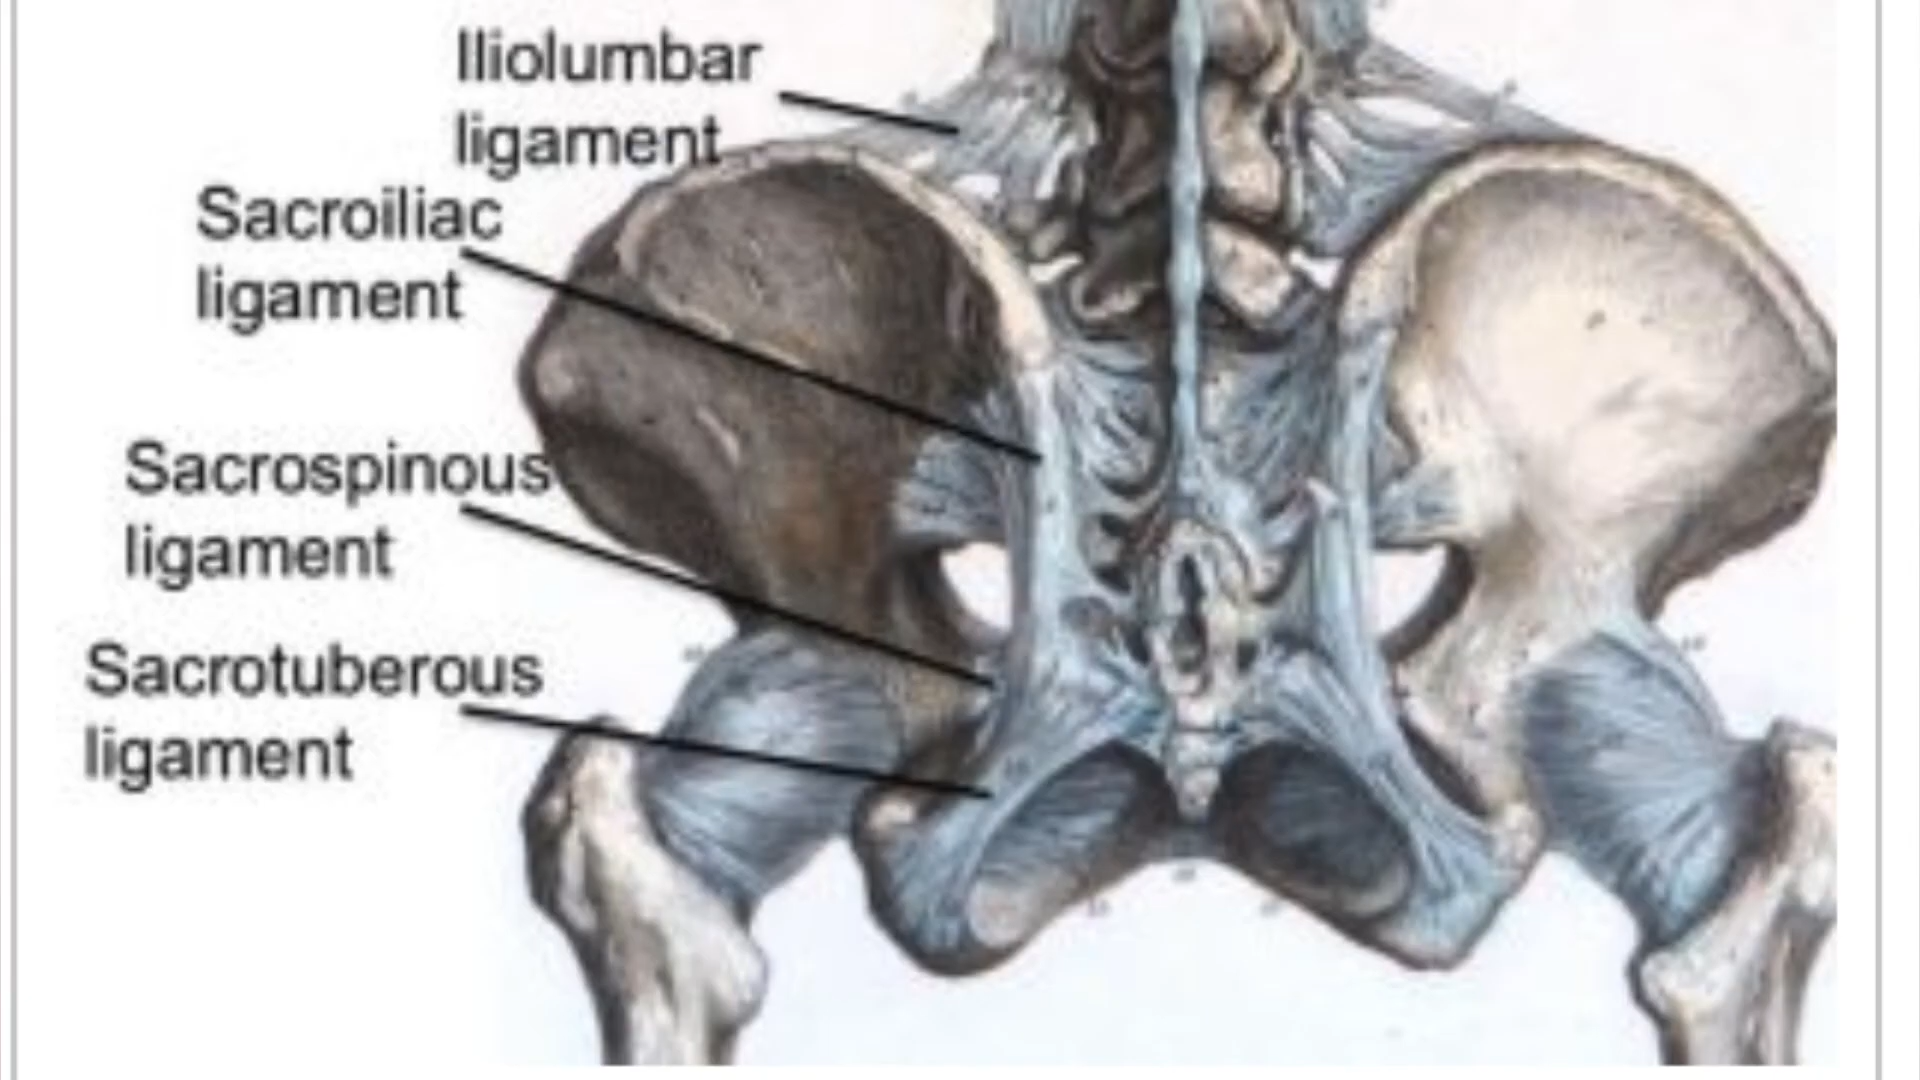 Iliolumbar
ligament
Sacroiliac
ligament
Sacrospinous
ligament
Sacrotuberous
ligament